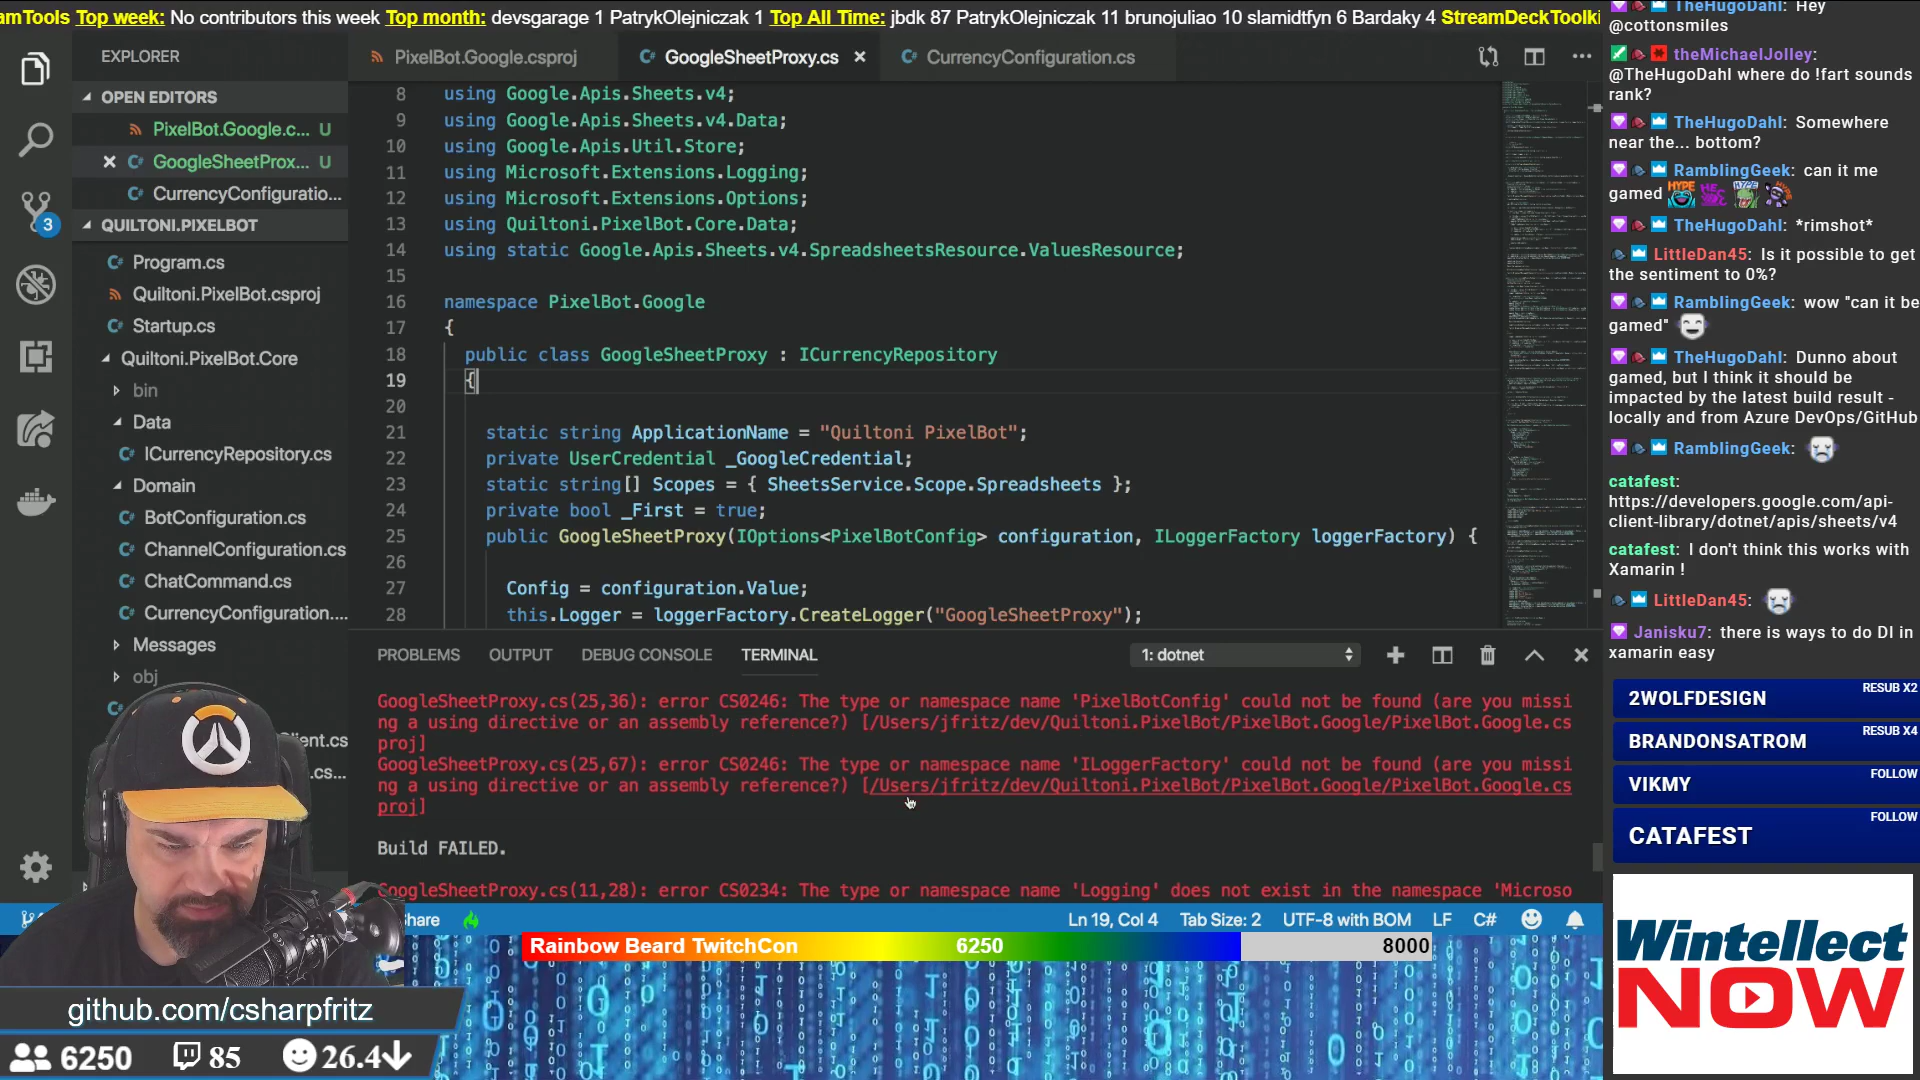 amTools Top week: No contributors this week Top month: devsgarage 1 PatrykOlejniczak 1 Top All Time: jbdk 87 PatrykOlejniczak 11 brunojuliao 10 slamidtfyn 6 Bardaky 4 StreamDeckToolki
EXPLORER
OPEN EDITORS
PixelBot.Google.c... U
GoogleSheetProx... U
CurrencyConfiguratio...
3
QUILTONI.PIXELBOT
Program.cs
Quiltoni.PixelBot.csproj
Startup.cs
Quiltoni.PixelBot.Core
bin
Data
ICurrencyRepository.cs
Domain
BotConfiguration.cs
ChannelConfiguration.cs
ChatCommand.cs
CurrencyConfiguration....
Messages
obj
ient.cs
.cs...
PixelBot.Google.csproj GoogleSheetProxy.cs CurrencyConfiguration.cs
8 using Google.Apis.Sheets.v4;
9 using Google.Apis.Sheets.v4.Data;
10 using Google.Apis.Util.Store;
11 using Microsoft.Extensions.Logging;
12 using Microsoft.Extensions.Options;
13 using Quiltoni.PixelBot.Core.Data;
14 using static Google.Apis.Sheets.v4.SpreadsheetsResource.ValuesResource;
15
16 namespace PixelBot.Google
17 {
18 public class GoogleSheetProxy : ICurrencyRepository
19 {
20
21 static string ApplicationName = "Quiltoni PixelBot";
22 private UserCredential _GoogleCredential;
23 static string[] Scopes = { SheetsService.Scope.Spreadsheets };
24 private bool _First = true;
25 public GoogleSheetProxy(IOptions<PixelBotConfig> configuration, ILoggerFactory loggerFactory) {
26
27 Config = configuration.Value;
28 this.Logger = loggerFactory.CreateLogger("GoogleSheetProxy");
PROBLEMS OUTPUT DEBUG CONSOLE TERMINAL 1: dotnet
GoogleSheetProxy.cs(25,36): error CS0246: The type or namespace name 'PixelBotConfig' could not be found (are you missi
ng a using directive or an assembly reference?) [/Users/jfritz/dev/Quiltoni.PixelBot/PixelBot.Google/PixelBot.Google.cs
proj]
GoogleSheetProxy.cs(25,67): error CS0246: The type or namespace name 'ILoggerFactory' could not be found (are you missi
ng a using directive or an assembly reference?) [/Users/jfritz/dev/Quiltoni.PixelBot/PixelBot.Google/PixelBot.Google.cs
proj]
Build FAILED.
GoogleSheetProxy.cs(11,28): error CS0234: The type or namespace name 'Logging' does not exist in the namespace 'Microso
hare Ln 19, Col 4 Tab Size: 2 UTF-8 with BOM LF C#
Rainbow Beard TwitchCon 6250 8000
github.com/csharpfritz
6250 85 26.4
TheHugoDahl: Hey
@cottonsmiles
theMichaelJolley:
@TheHugoDahl where do !fart sounds
rank?
TheHugoDahl: Somewhere
near the... bottom?
RamblingGeek: can it me
gamed
TheHugoDahl: *rimshot*
LittleDan45: Is it possible to get
the sentiment to 0%?
RamblingGeek: wow "can it be
gamed"
TheHugoDahl: Dunno about
gamed, but I think it should be
impacted by the latest build result -
locally and from Azure DevOps/GitHub
RamblingGeek:
catafest:
https://developers.google.com/api-
client-library/dotnet/apis/sheets/v4
catafest: I don't think this works with
Xamarin !
LittleDan45:
Janisku7: there is ways to do DI in
xamarin easy
2WOLFDESIGN RESUB X2
BRANDONSATROM RESUB X4
VIKMY FOLLOW
CATAFEST FOLLOW
Wintellect
NOW